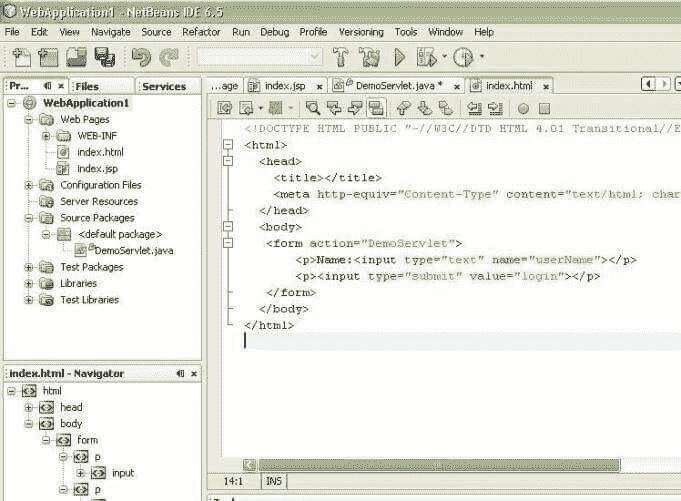 WebApplication1 - NetBeans IDE 6.5
File Edit View Navigate Source Refactor Run Debug Profile Versioning Tools Window Help
Pr... Files Services
WebApplication1
Web Pages
WEB-INF
index.html
index.jsp
Configuration Files
Server Resources
Source Packages
<default package>
DemoServlet.java
Test Packages
Libraries
Test Libraries
index.html - Navigator
html
head
body
form
p
input
p
...age index.jsp DemoServlet.java * index.html
<!DOCTYPE HTML PUBLIC "-//W3C//DTD HTML 4.01 Transitional//E
<html>
<head>
<title></title>
<meta http-equiv="Content-Type" content="text/html; char
</head>
<body>
<form action="DemoServlet">
<p>Name:<input type="text" name="userName"></p>
<p><input type="submit" value="login"></p>
</form>
</body>
</html>
14:1 INS